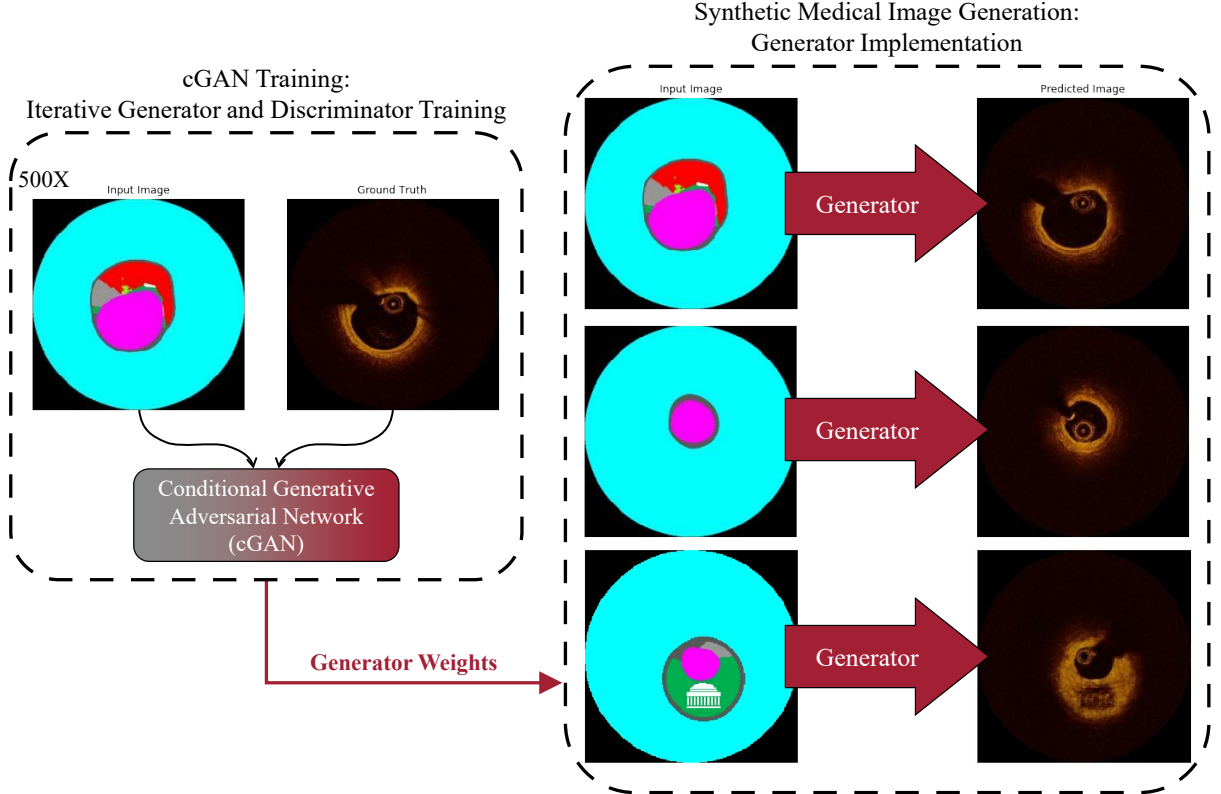 cGAN Training:
Iterative Generator and Discriminator Training
500X
Input Image
Ground Truth
Conditional Generative
Adversarial Network
(cGAN)
Generator Weights
Synthetic Medical Image Generation:
Generator Implementation
Input Image
Predicted Image
Generator
Generator
Generator